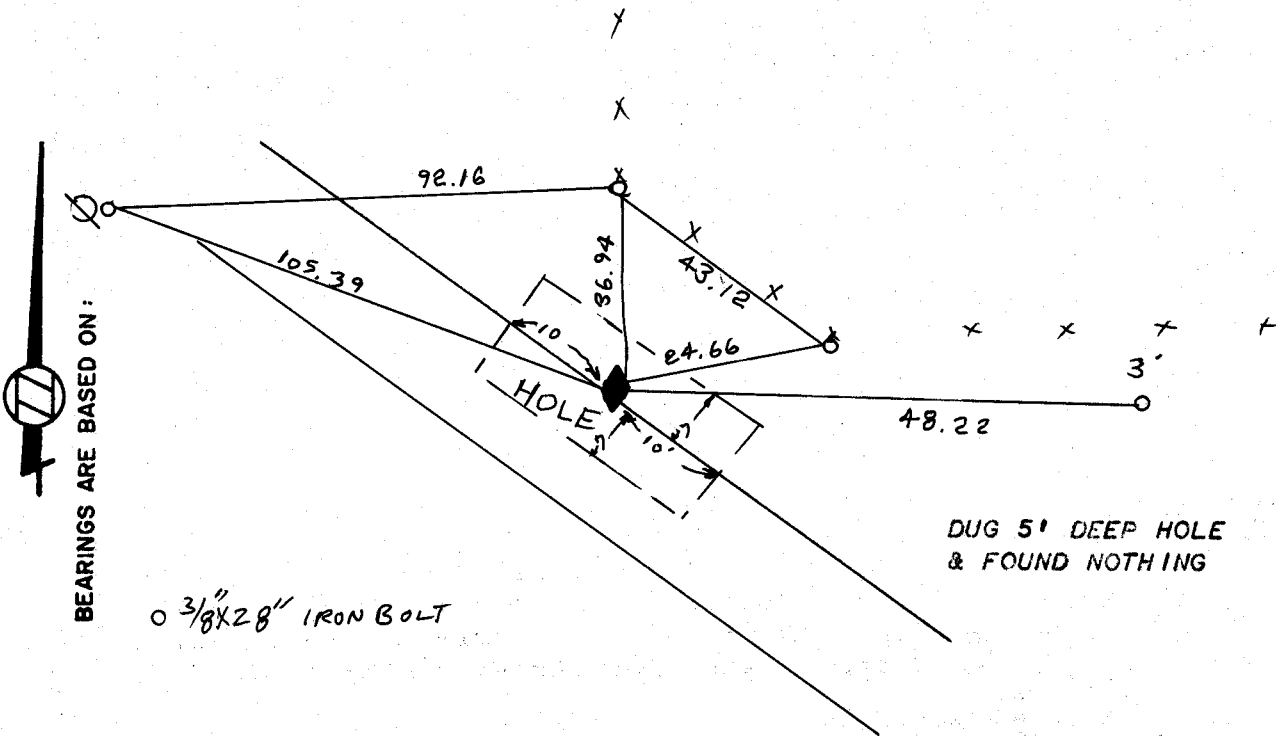 92.16
105.39
36.94
43.12
24.66
10
HOLE
10'
3'
48.22
BEARINGS ARE BASED ON:
DUG 5' DEEP HOLE
& FOUND NOTHING
3/8"X28" IRON BOLT